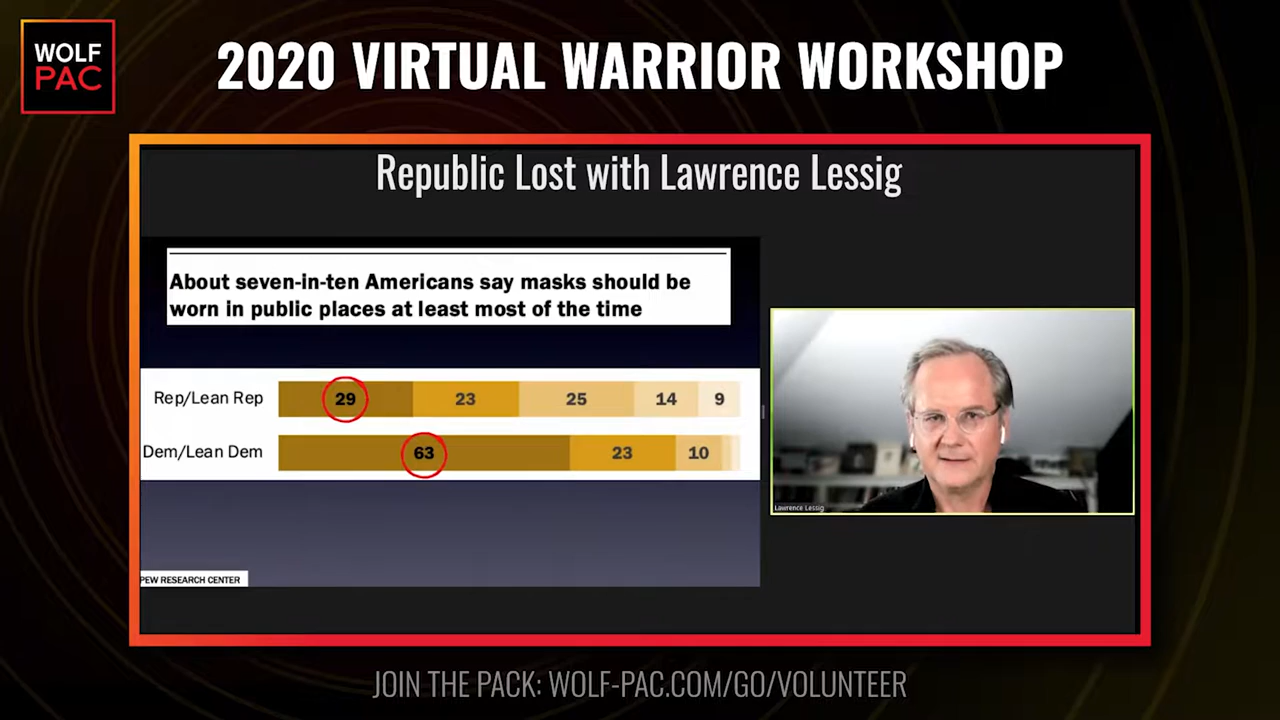 WOLF
PAC
2020 VIRTUAL WARRIOR WORKSHOP
Republic Lost with Lawrence Lessig
About seven-in-ten Americans say masks should be
worn in public places at least most of the time
Rep/Lean Rep 29 23 25 14 9
Dem/Lean Dem 63 23 10
PEW RESEARCH CENTER
Lawrence Lessig
JOIN THE PACK: WOLF-PAC.COM/GO/VOLUNTEER